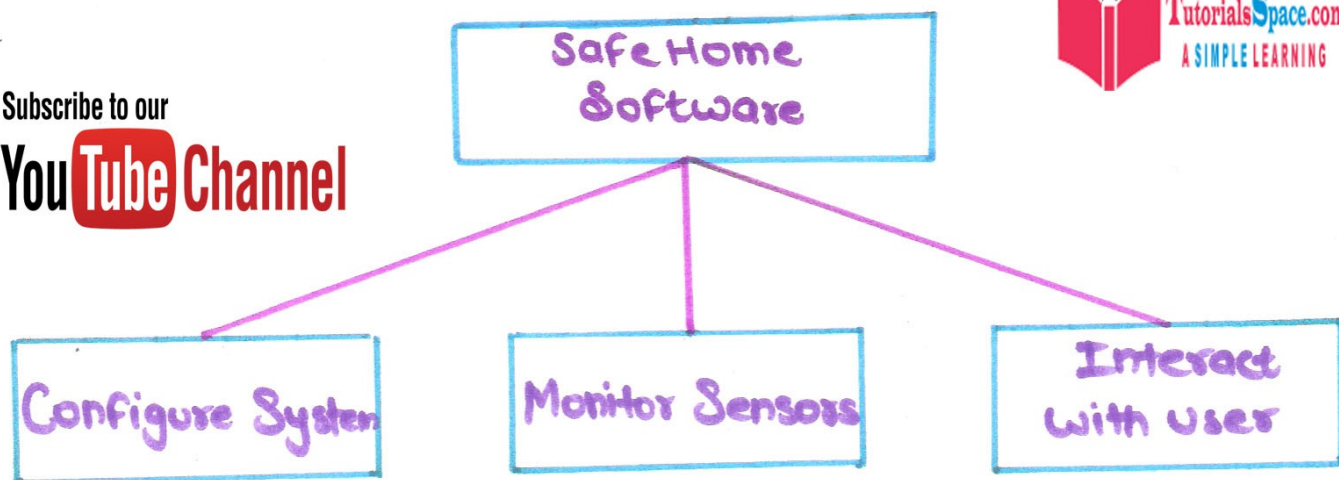 Safe Home
Software
TutorialsSpace.com
A SIMPLE LEARNING
Subscribe to our
YouTube Channel
Configure System
Monitor Sensors
Interact
with user